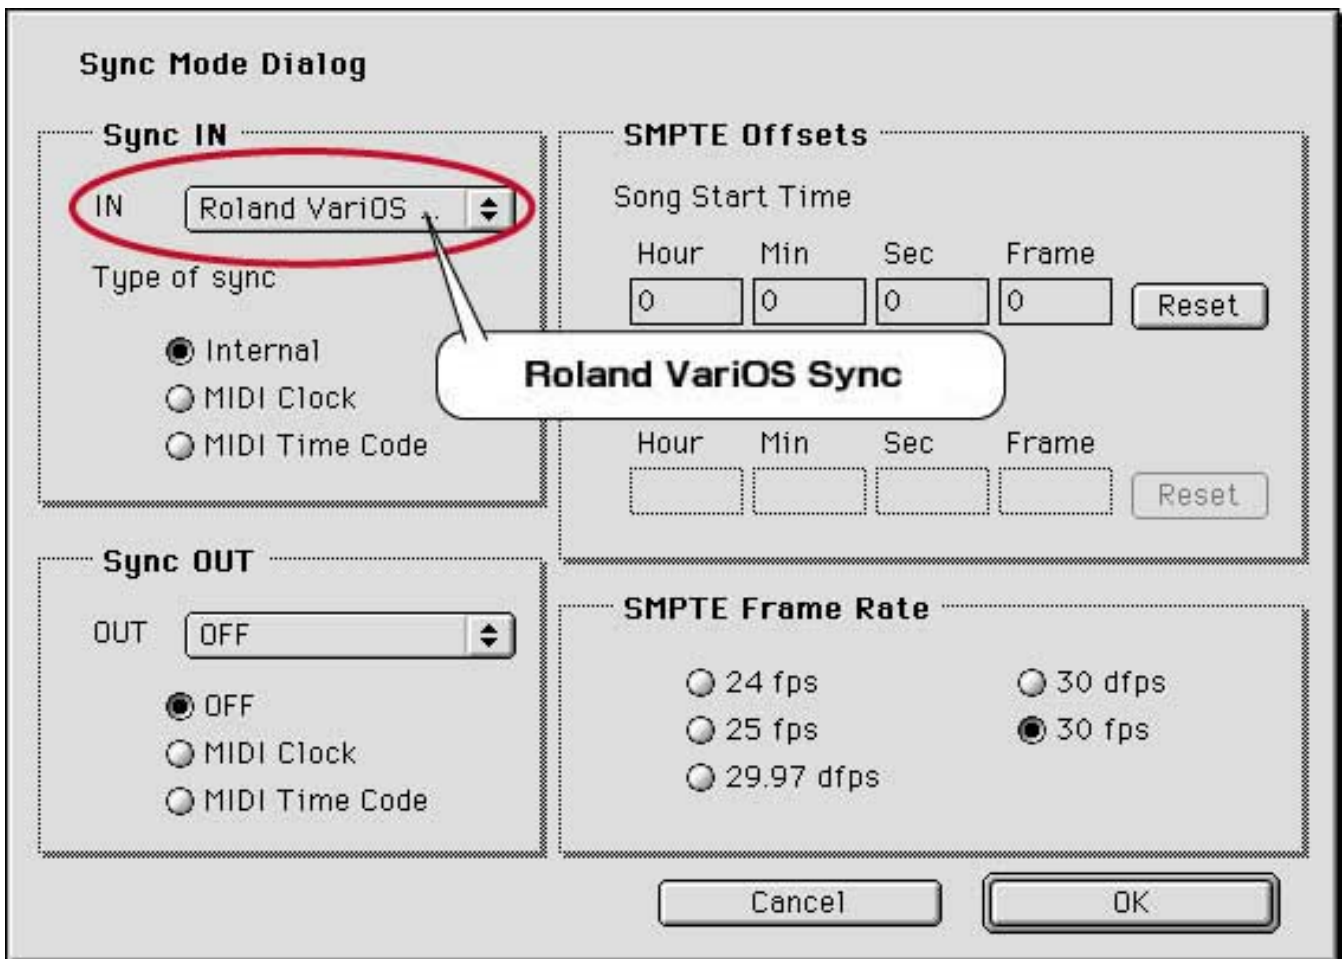 Sync Mode Dialog
Sync IN
IN Roland VariOS ..
Type of sync
Internal
MIDI Clock
MIDI Time Code
Sync OUT
OUT OFF
OFF
MIDI Clock
MIDI Time Code
SMPTE Offsets
Song Start Time
Hour Min Sec Frame
0 0 0 0 Reset
Roland VariOS Sync
Hour Min Sec Frame
Reset
SMPTE Frame Rate
24 fps 30 dfps
25 fps 30 fps
29.97 dfps
Cancel OK